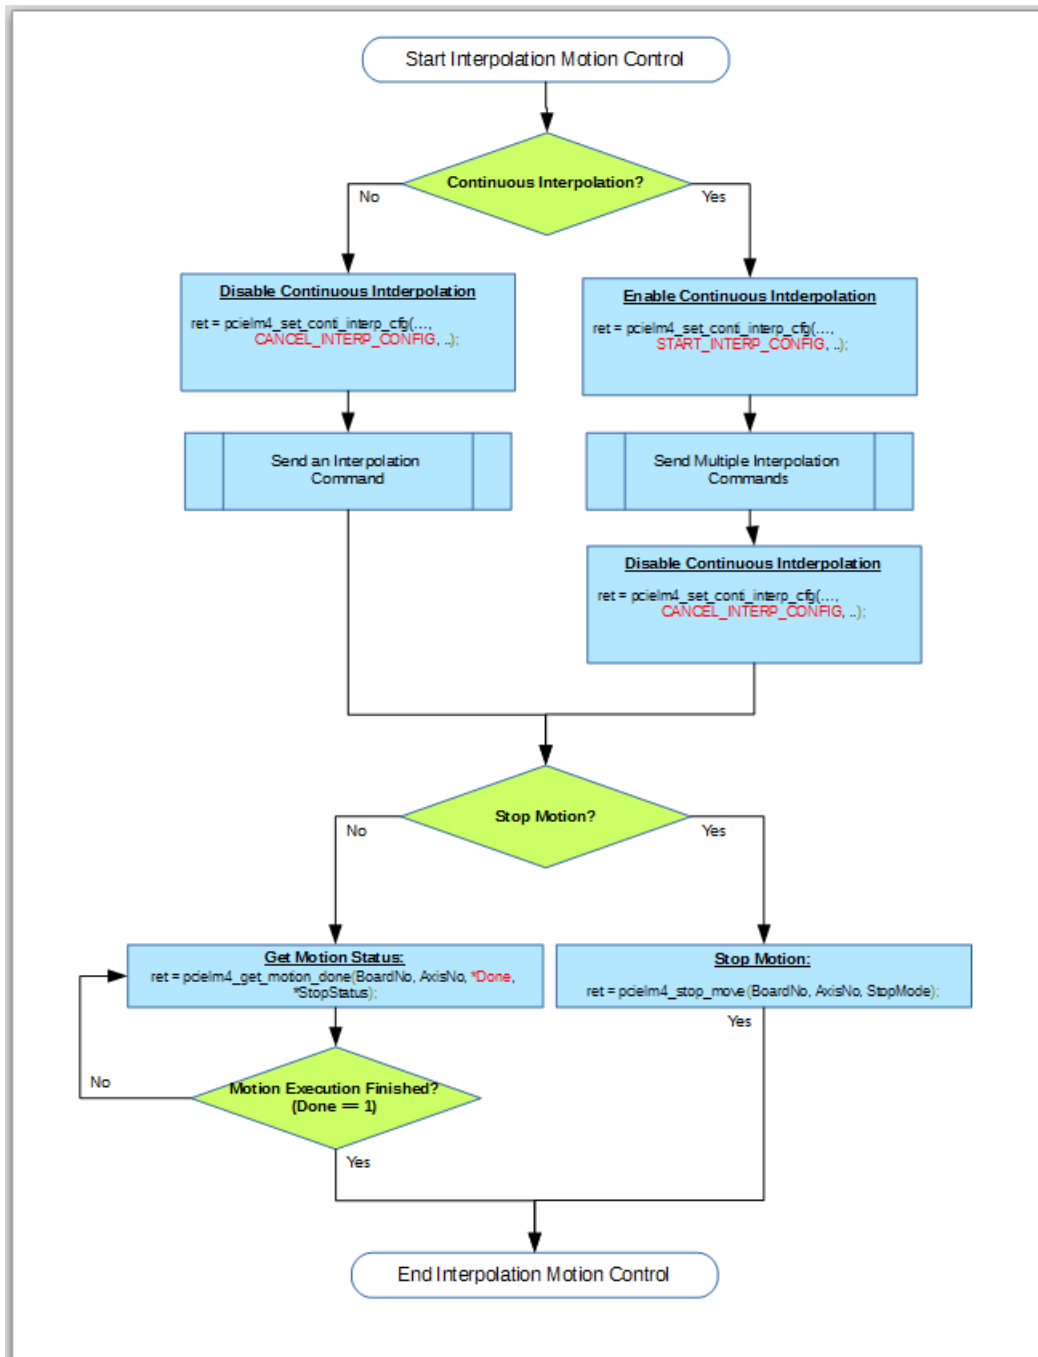 Start Interpolation Motion Control
Continuous Interpolation?
No
Yes
Disable Continuous Intderpolation
ret = pcielm4_set_conti_interp_cfg(...,
CANCEL_INTERP_CONFIG, ..);
Enable Continuous Intderpolation
ret = pcielm4_set_conti_interp_cfg(...,
START_INTERP_CONFIG, ..);
Send an Interpolation
Command
Send Multiple Interpolation
Commands
Disable Continuous Intderpolation
ret = pcielm4_set_conti_interp_cfg(...,
CANCEL_INTERP_CONFIG, ..);
Stop Motion?
No
Yes
Get Motion Status:
ret = pcielm4_get_motion_done(BoardNo, AxisNo, *Done,
*StopStatus);
Stop Motion:
ret = pcielm4_stop_move(BoardNo, AxisNo, StopMode);
Yes
No
Motion Execution Finished?
(Done == 1)
Yes
End Interpolation Motion Control